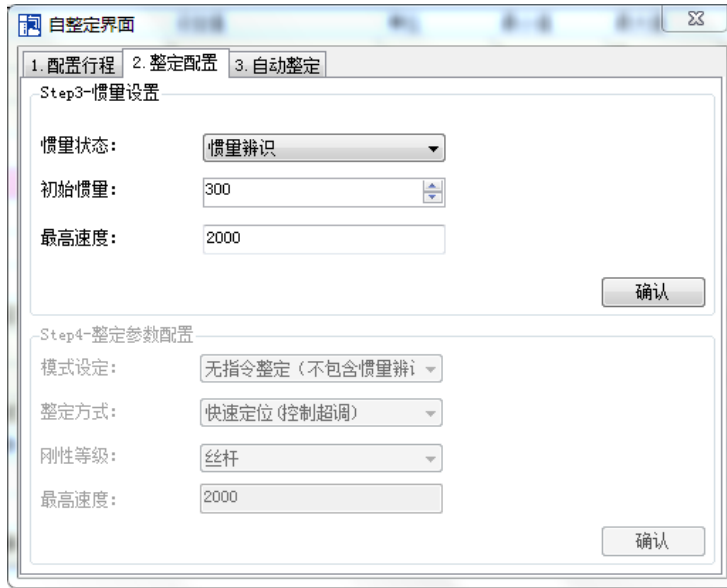 自整定界面
1.配置行程 2.整定配置 3.自动整定
Step3-惯量设置
惯量状态： 惯量辨识
初始惯量： 300
最高速度： 2000
确认
Step4-整定参数配置
模式设定： 无指令整定（不包含惯量辨
整定方式： 快速定位(控制超调)
刚性等级： 丝杆
最高速度： 2000
确认